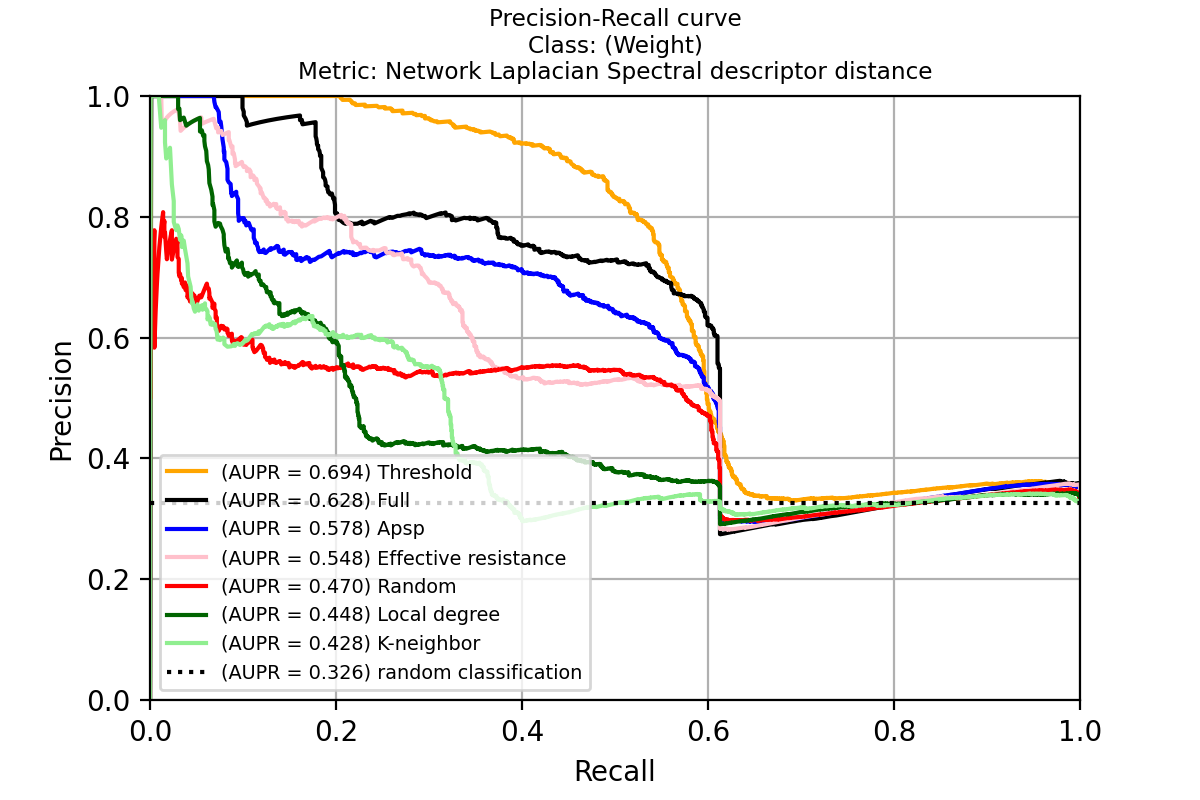 Precision-Recall curve
Class: (Weight)
Metric: Network Laplacian Spectral descriptor distance
1.0
0.8
0.6
0.4
0.2
0.0
Precision
(AUPR = 0.694) Threshold
(AUPR = 0.628) Full
(AUPR = 0.578) Apsp
(AUPR = 0.548) Effective resistance
(AUPR = 0.470) Random
(AUPR = 0.448) Local degree
(AUPR = 0.428) K-neighbor
(AUPR = 0.326) random classification
0.0 0.2 0.4 0.6 0.8 1.0
Recall